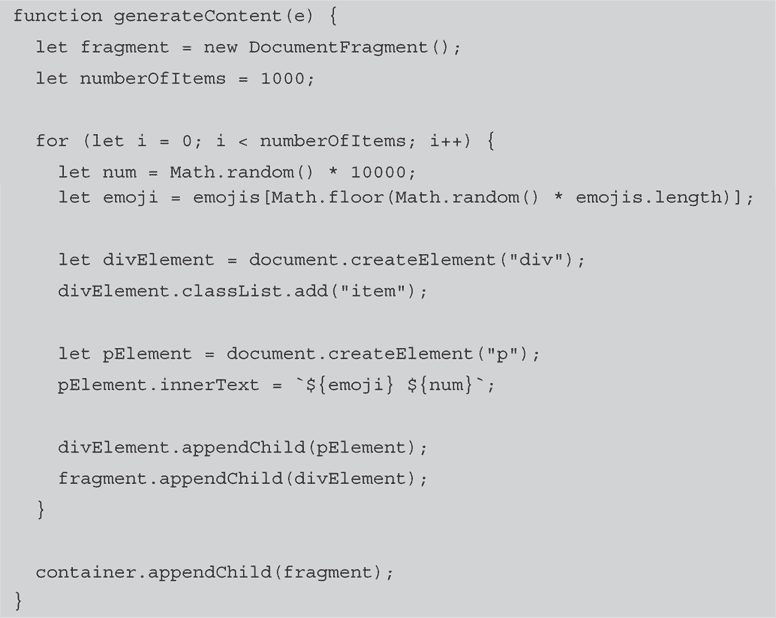 function generateContent(e) {
  let fragment = new DocumentFragment();
  let numberOfItems = 1000;

  for (let i = 0; i < numberOfItems; i++) {
    let num = Math.random() * 10000;
    let emoji = emojis[Math.floor(Math.random() * emojis.length)];

    let divElement = document.createElement("div");
    divElement.classList.add("item");

    let pElement = document.createElement("p");
    pElement.innerText = `${emoji} ${num}`;

    divElement.appendChild(pElement);
    fragment.appendChild(divElement);
  }

  container.appendChild(fragment);
}